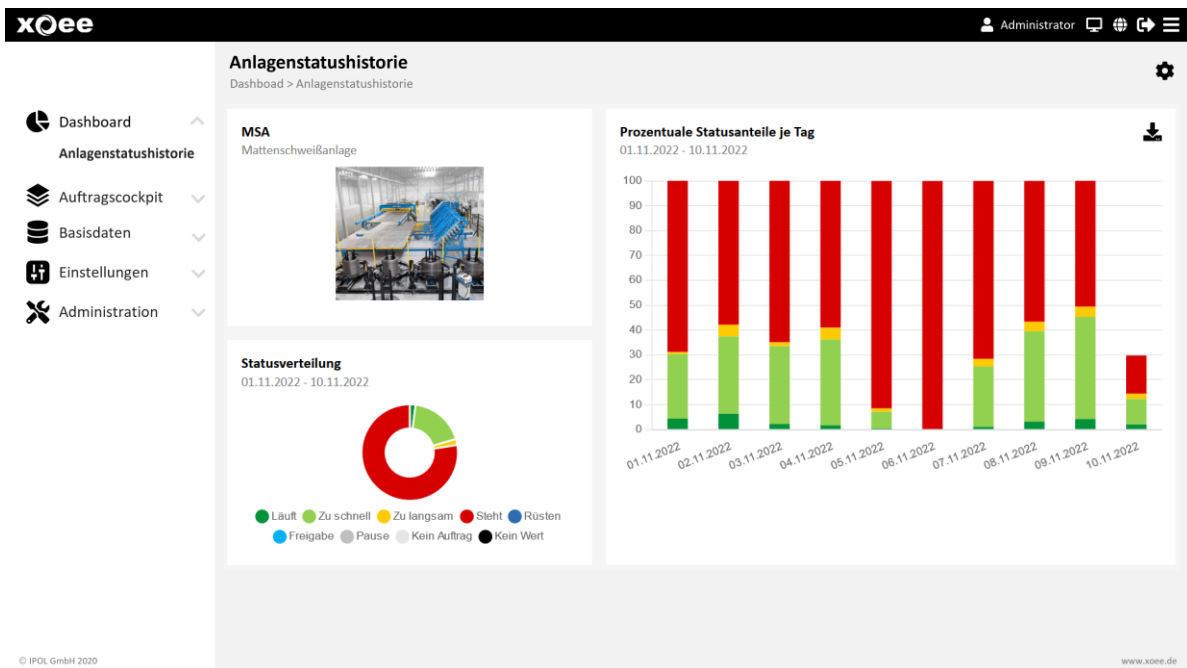 xOee
Administrator
Anlagenstatushistorie
Dashboad > Anlagenstatushistorie
Dashboard
Anlagenstatushistorie
Auftragscockpit
Basisdaten
Einstellungen
Administration
MSA
Mattenschweißanlage
Statusverteilung
01.11.2022 - 10.11.2022
Läuft Zu schnell Zu langsam Steht Rüsten
Freigabe Pause Kein Auftrag Kein Wert
Prozentuale Statusanteile je Tag
01.11.2022 - 10.11.2022
100
90
80
70
60
50
40
30
20
10
0
01.11.2022 02.11.2022 03.11.2022 04.11.2022 05.11.2022 06.11.2022 07.11.2022 08.11.2022 09.11.2022 10.11.2022
© IPOL GmbH 2020
www.xoee.de